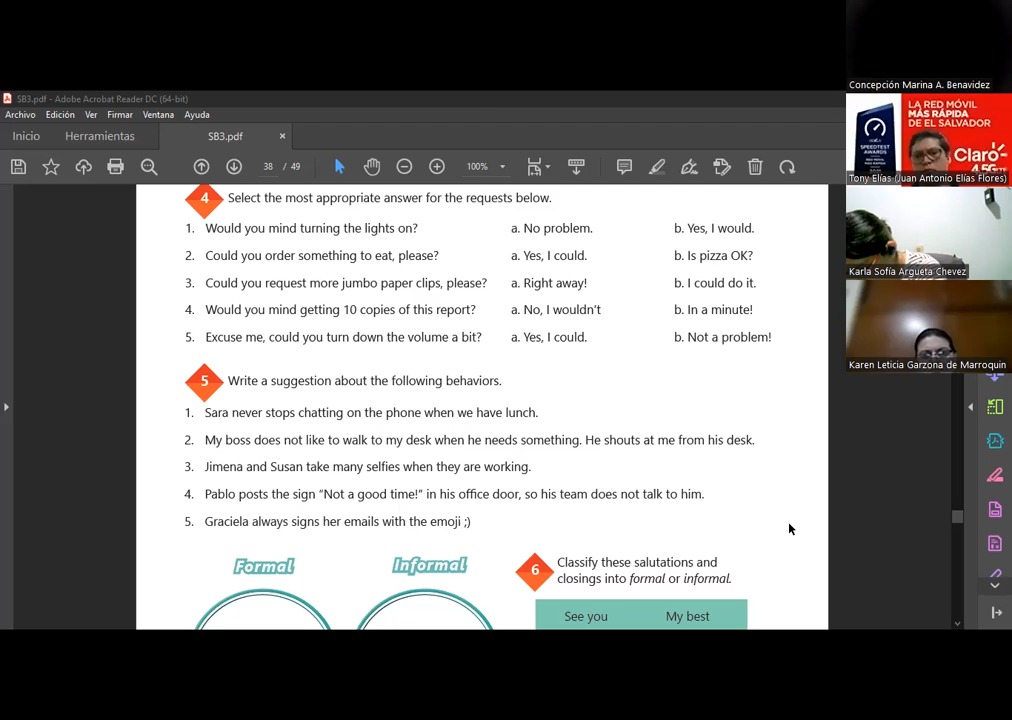 SB3.pdf - Adobe Acrobat Reader DC (64-bit)
Archivo Edición Ver Firmar Ventana Ayuda
Inicio Herramientas SB3.pdf ×
38 / 49 100%
4 Select the most appropriate answer for the requests below.
1. Would you mind turning the lights on? a. No problem. b. Yes, I would.
2. Could you order something to eat, please? a. Yes, I could. b. Is pizza OK?
3. Could you request more jumbo paper clips, please? a. Right away! b. I could do it.
4. Would you mind getting 10 copies of this report? a. No, I wouldn't b. In a minute!
5. Excuse me, could you turn down the volume a bit? a. Yes, I could. b. Not a problem!
5 Write a suggestion about the following behaviors.
1. Sara never stops chatting on the phone when we have lunch.
2. My boss does not like to walk to my desk when he needs something. He shouts at me from his desk.
3. Jimena and Susan take many selfies when they are working.
4. Pablo posts the sign “Not a good time!” in his office door, so his team does not talk to him.
5. Graciela always signs her emails with the emoji ;)
Formal Informal
6 Classify these salutations and
closings into formal or informal.
See you My best
Concepción Marina A. Benavidez
LA RED MÓVIL
MÁS RÁPIDA
DE EL SALVADOR
SPEEDTEST
AWARDS
Claro
4.5G
Tony Elías (Juan Antonio Elías Flores)
Karla Sofía Argueta Chevez
Karen Leticia Garzona de Marroquin